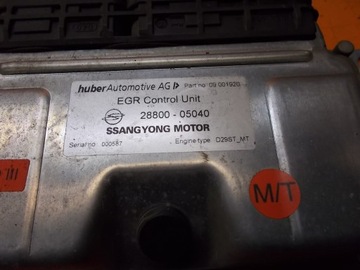 huber Automotive AG Part no: 09 001920
EGR Control Unit
28800 - 05040
SSANGYONG MOTOR
Serial no: 000587 Engine type: D29ST_MT
M/T